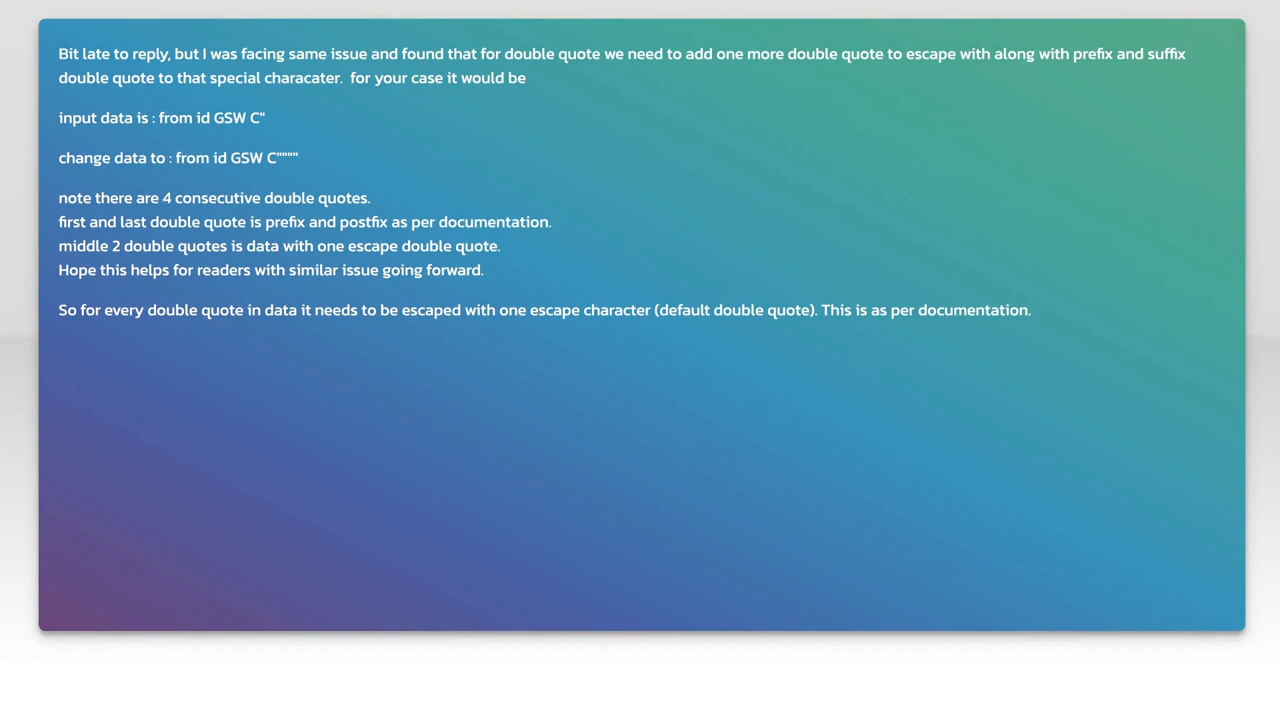 Bit late to reply, but I was facing same issue and found that for double quote we need to add one more double quote to escape with along with prefix and suffix
double quote to that special characater.  for your case it would be
input data is : from id GSW C"
change data to : from id GSW C""""
note there are 4 consecutive double quotes.
first and last double quote is prefix and postfix as per documentation.
middle 2 double quotes is data with one escape double quote.
Hope this helps for readers with similar issue going forward.
So for every double quote in data it needs to be escaped with one escape character (default double quote). This is as per documentation.